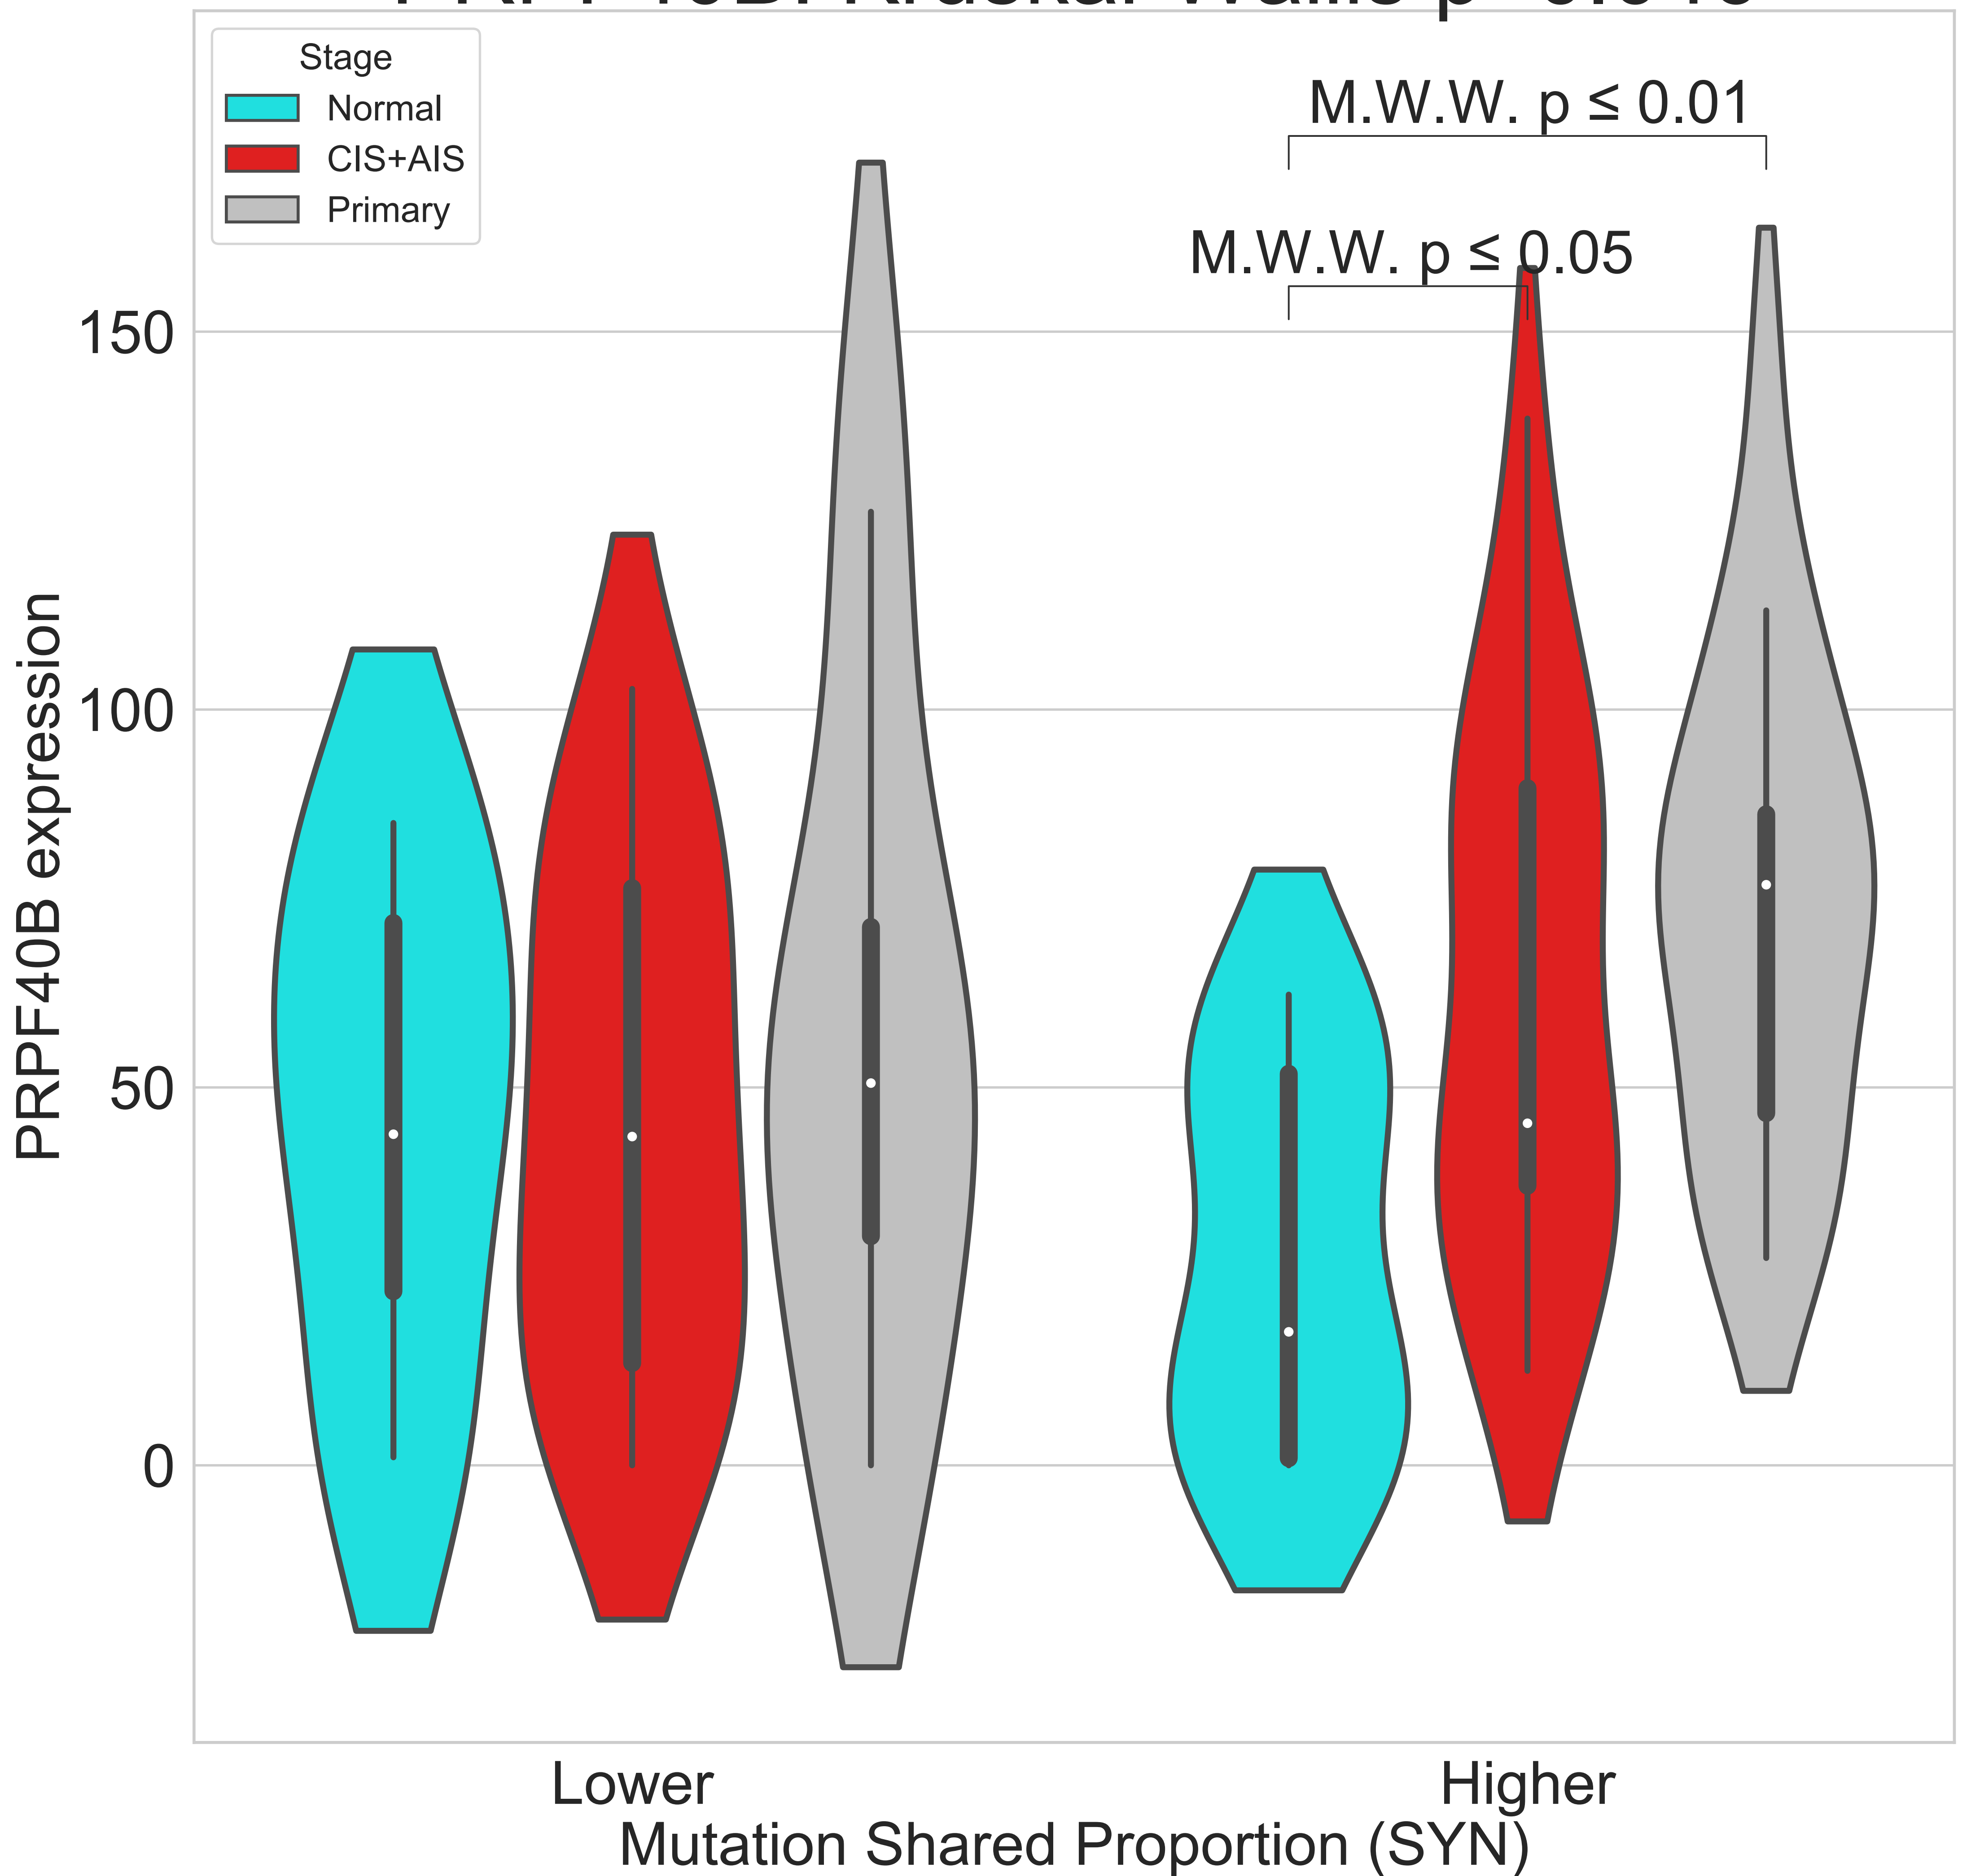 Stage
Normal
CIS+AIS
Primary
M.W.W. p ≤ 0.01
M.W.W. p ≤ 0.05
150
100
50
0
PRPF40B expression
Lower
Higher
Mutation Shared Proportion (SYN)